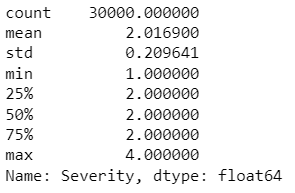 count    30000.000000
mean         2.016900
std          0.209641
min          1.000000
25%          2.000000
50%          2.000000
75%          2.000000
max          4.000000
Name: Severity, dtype: float64